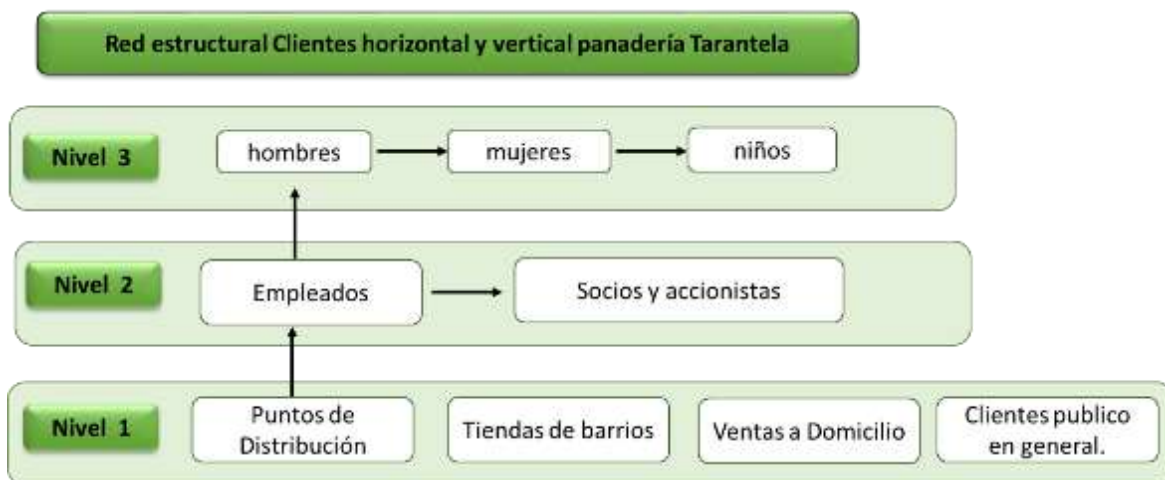 Red estructural Clientes horizontal y vertical panadería Tarantela
Nivel 3
hombres
mujeres
niños
Nivel 2
Empleados
Socios y accionistas
Nivel 1
Puntos de
Distribución
Tiendas de barrios
Ventas a Domicilio
Clientes publico
en general.